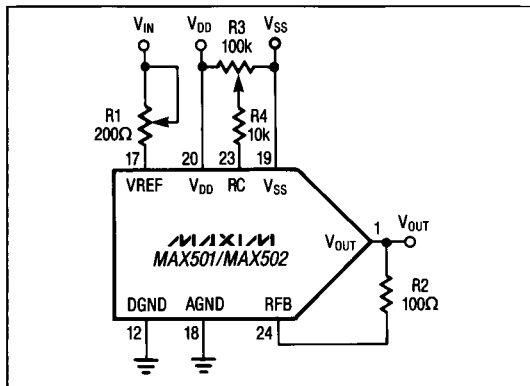 VIN VDD VSS
R3
100k
R1
200Ω
R4
10k
17 20 23 19
VREF VDD RC VSS
MAXIM
MAX501/MAX502
VOUT 1 VOUT
R2
100Ω
DGND AGND RFB
12 18 24